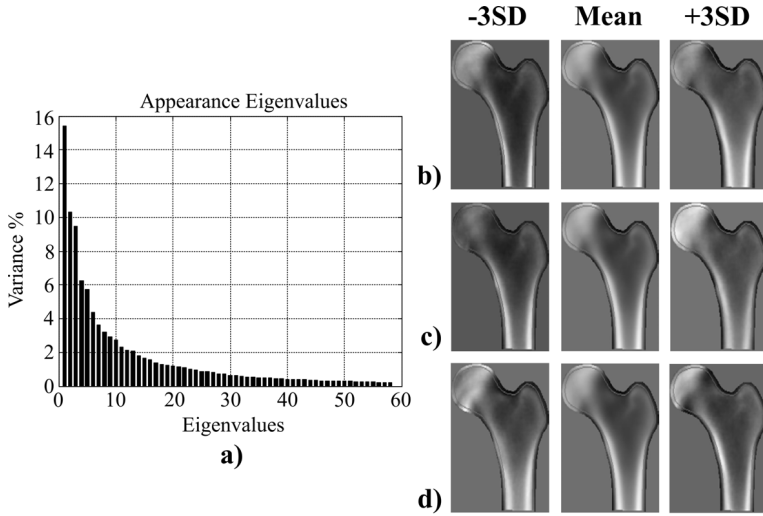 -3SD Mean +3SD
Appearance Eigenvalues
16
14
12
10
8
6
4
2
0
Variance %
0 10 20 30 40 50 60
Eigenvalues
a)
b)
c)
d)